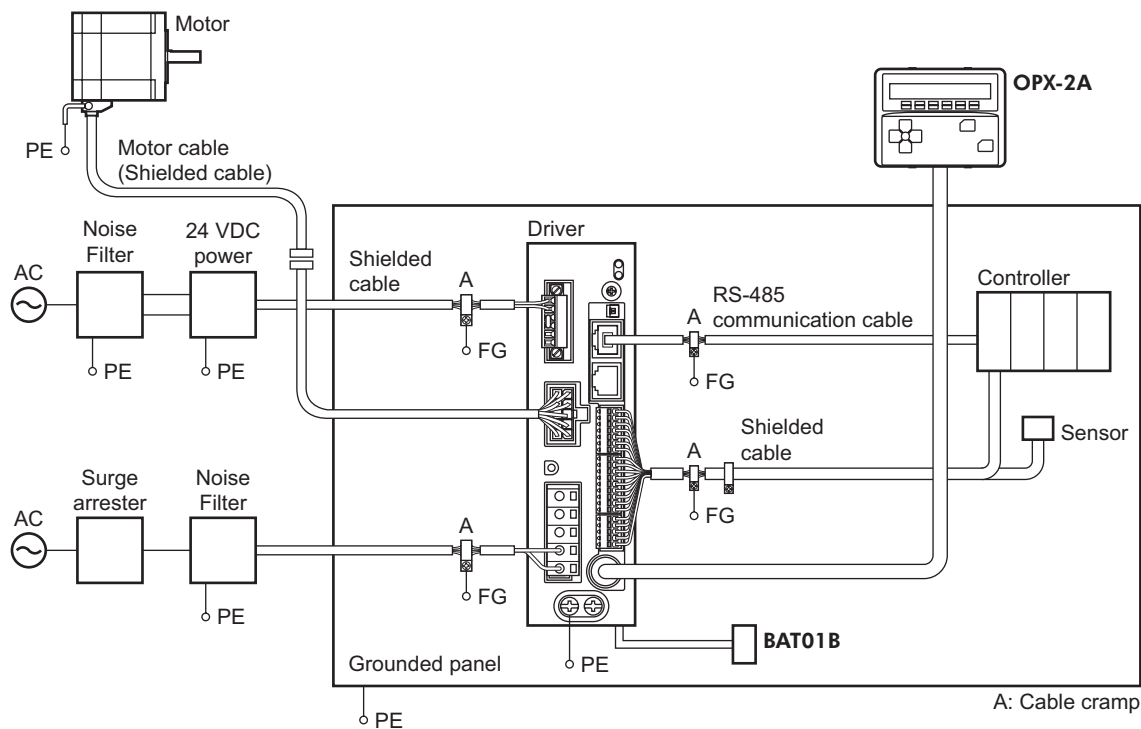 Motor
OPX-2A
PE
Motor cable
(Shielded cable)
Noise
Filter
24 VDC
power
Driver
AC
Shielded
cable
A
Controller
RS-485
communication cable
A
FG
PE
PE
FG
Shielded
cable
Sensor
A
Surge
arrester
Noise
Filter
FG
AC
A
FG
PE
BAT01B
PE
Grounded panel
A: Cable cramp
PE